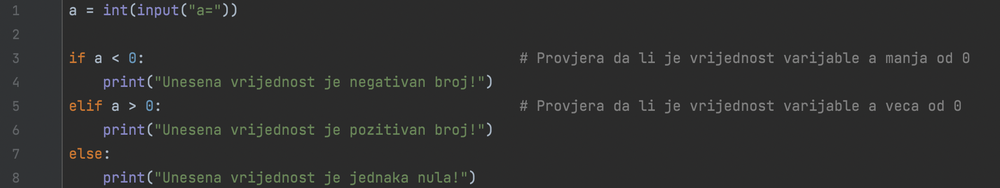 1 a = int(input("a="))
2
3 if a < 0: # Provjera da li je vrijednost varijable a manja od 0
4 print("Unesena vrijednost je negativan broj!")
5 elif a > 0: # Provjera da li je vrijednost varijable a veca od 0
6 print("Unesena vrijednost je pozitivan broj!")
7 else:
8 print("Unesena vrijednost je jednaka nula!")